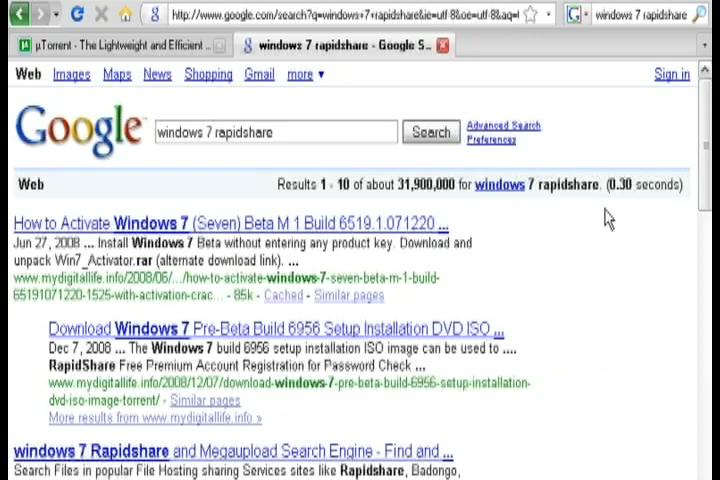 http://www.google.com/search?q=windows+7+rapidshare&ie=utf-8&oe=utf-8&aq=l windows 7 rapidshare
µTorrent - The Lightweight and Efficient ... windows 7 rapidshare - Google S...
Web Images Maps News Shopping Gmail more ▼ Sign in
Google windows 7 rapidshare Search Advanced Search
Preferences
Web Results 1 - 10 of about 31,900,000 for windows 7 rapidshare. (0.30 seconds)
How to Activate Windows 7 (Seven) Beta M 1 Build 6519.1.071220 ...
Jun 27, 2008 ... Install Windows 7 Beta without entering any product key. Download and
unpack Win7_Activator.rar (alternate download link). ...
www.mydigitallife.info/2008/06/.../how-to-activate-windows-7-seven-beta-m-1-build-
65191071220-1525-with-activation-crac... - 85k - Cached - Similar pages
Download Windows 7 Pre-Beta Build 6956 Setup Installation DVD ISO ...
Dec 7, 2008 ... The Windows 7 build 6956 setup installation ISO image can be used to ....
RapidShare Free Premium Account Registration for Password Check ...
www.mydigitallife.info/2008/12/07/download-windows-7-pre-beta-build-6956-setup-installation-
dvd-iso-image-torrent/ - Similar pages
More results from www.mydigitallife.info »
windows 7 Rapidshare and Megaupload Search Engine - Find and ...
Search Files in popular File Hosting sharing Services sites like Rapidshare, Badongo,